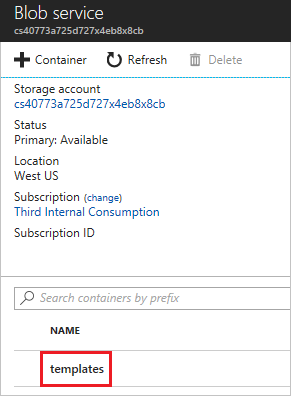 Blob service
cs40773a725d727x4eb8x8cb
Container Refresh Delete
Storage account
cs40773a725d727x4eb8x8cb
Status
Primary: Available
Location
West US
Subscription (change)
Third Internal Consumption
Subscription ID
Search containers by prefix
NAME
templates